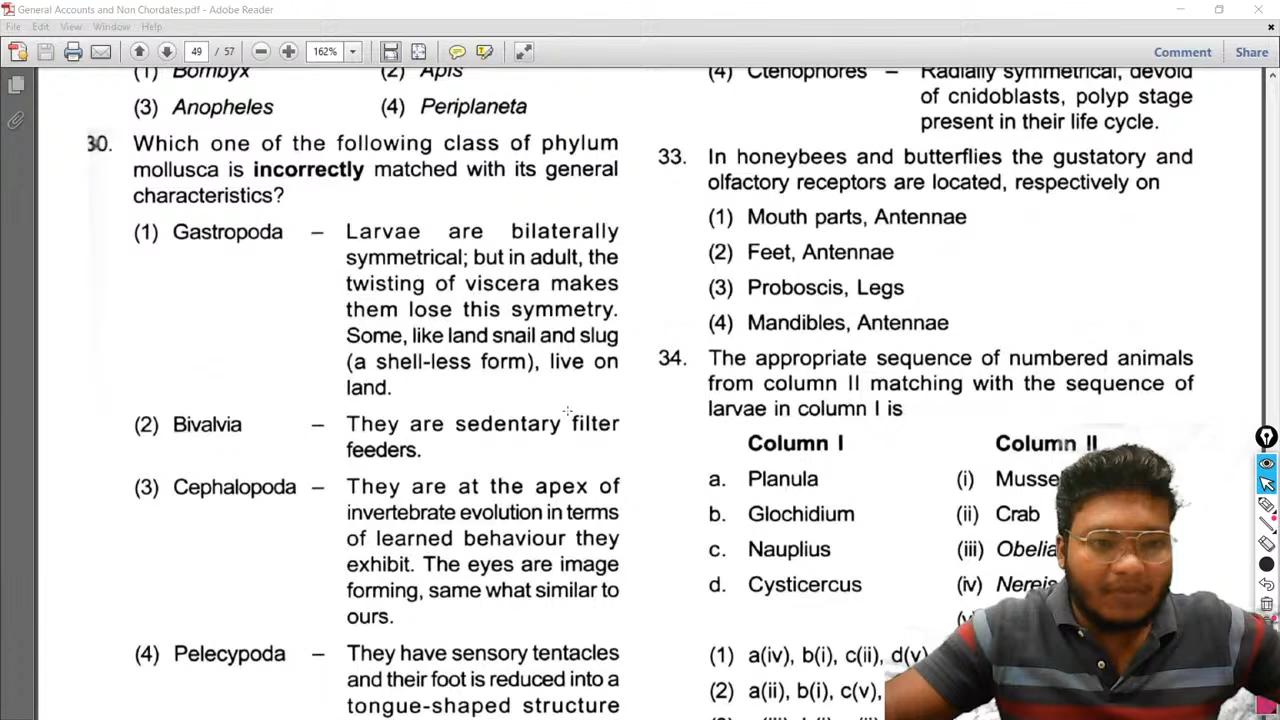 General Accounts and Non Chordates.pdf - Adobe Reader
File Edit View Window Help
49 / 57 162% Comment Share
(1) Bombyx (2) Apis
(3) Anopheles (4) Periplaneta
30. Which one of the following class of phylum
mollusca is incorrectly matched with its general
characteristics?
(1) Gastropoda – Larvae are bilaterally
symmetrical; but in adult, the
twisting of viscera makes
them lose this symmetry.
Some, like land snail and slug
(a shell-less form), live on
land.
(2) Bivalvia – They are sedentary filter
feeders.
(3) Cephalopoda – They are at the apex of
invertebrate evolution in terms
of learned behaviour they
exhibit. The eyes are image
forming, same what similar to
ours.
(4) Pelecypoda – They have sensory tentacles
and their foot is reduced into a
tongue-shaped structure
(4) Ctenophores – Radially symmetrical, devoid
of cnidoblasts, polyp stage
present in their life cycle.
33. In honeybees and butterflies the gustatory and
olfactory receptors are located, respectively on
(1) Mouth parts, Antennae
(2) Feet, Antennae
(3) Proboscis, Legs
(4) Mandibles, Antennae
34. The appropriate sequence of numbered animals
from column II matching with the sequence of
larvae in column I is
Column I Column II
a. Planula (i)
b. Glochidium (ii) Crab
c. Nauplius (iii) Obelia
d. Cysticercus (iv) Nereis
(1) a(iv), b(i), c(ii), d(v)
(2) a(ii), b(i), c(v),